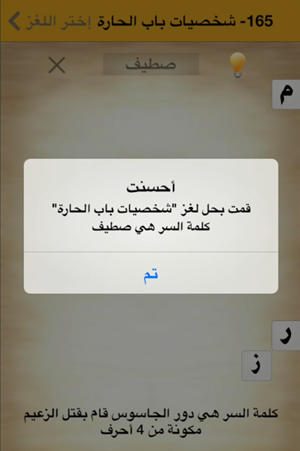 165- شخصيات باب الحارة إختر اللغز
صطيف
م
أحسنت
قمت بحل لغز "شخصيات باب الحارة"
كلمة السر هي صطيف
تم
ر
ز
كلمة السر هي دور الجاسوس قام بقتل الزعيم
مكونة من 4 أحرف